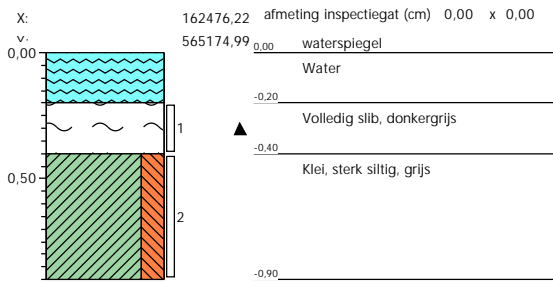 X: 162476,22 afmeting inspectiegat (cm) 0,00 x 0,00
Y: 565174,99
0,00 0,00 waterspiegel
Water
-0,20
1 Volledig slib, donkergrijs
-0,40
Klei, sterk siltig, grijs
0,50
2
-0,90